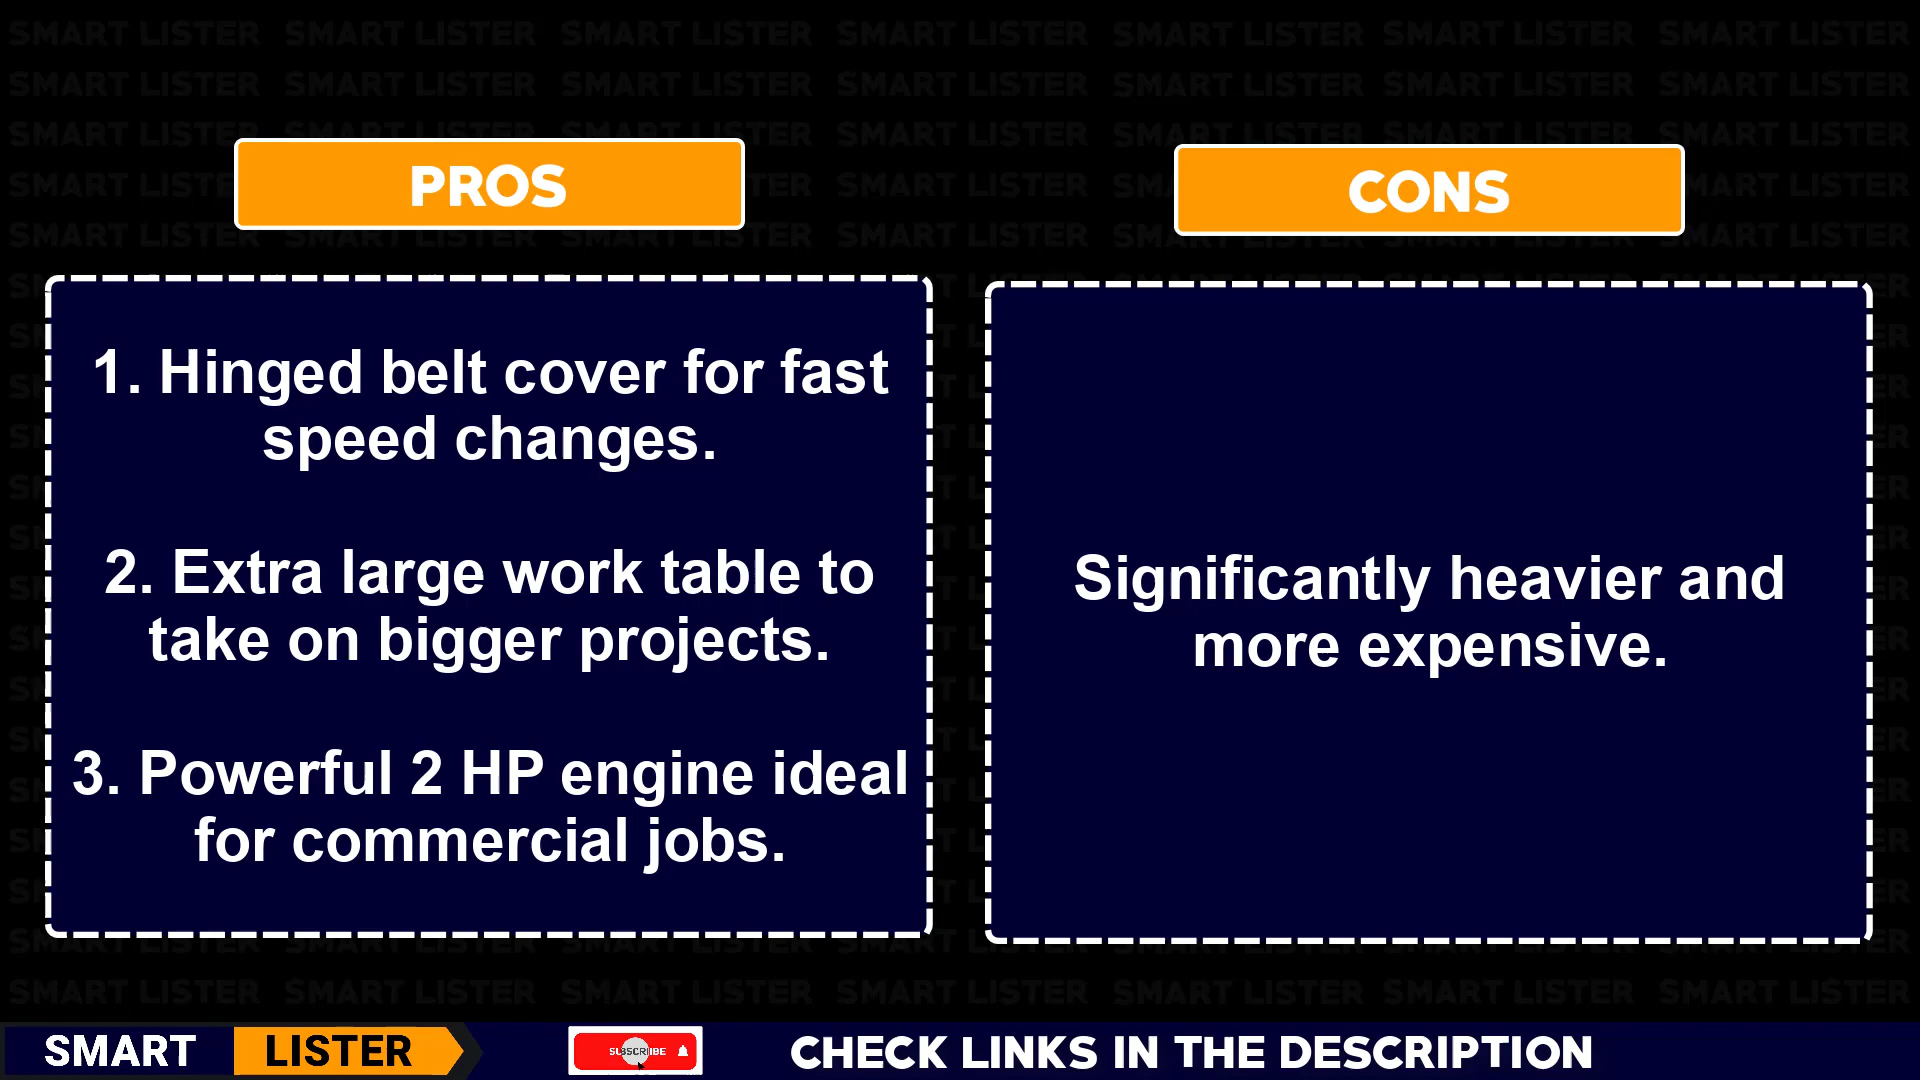 PROS
1. Hinged belt cover for fast
speed changes.
2. Extra large work table to
take on bigger projects.
3. Powerful 2 HP engine ideal
for commercial jobs.
CONS
Significantly heavier and
more expensive.
SMART LISTER
SUBSCRIBE
CHECK LINKS IN THE DESCRIPTION